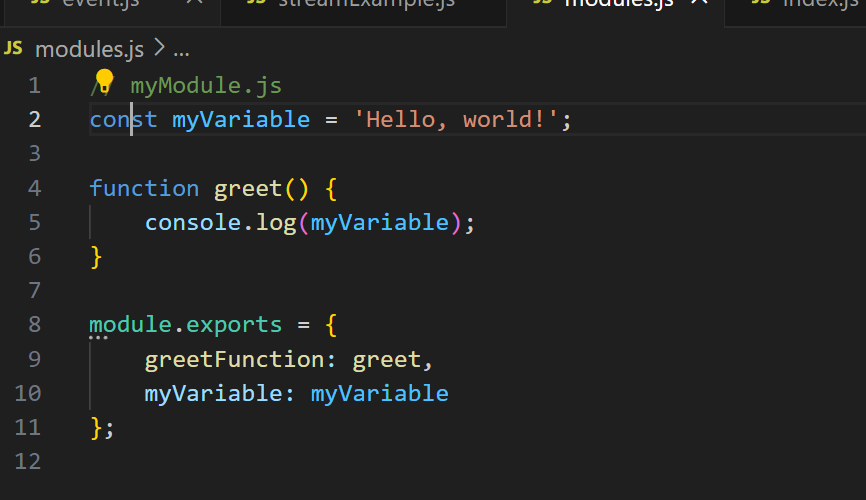 JS event.js JS streamExample.js JS modules.js JS index.js
JS modules.js > ...
1 // myModule.js
2 const myVariable = 'Hello, world!';
3
4 function greet() {
5     console.log(myVariable);
6 }
7
8 module.exports = {
9     greetFunction: greet,
10     myVariable: myVariable
11 };
12